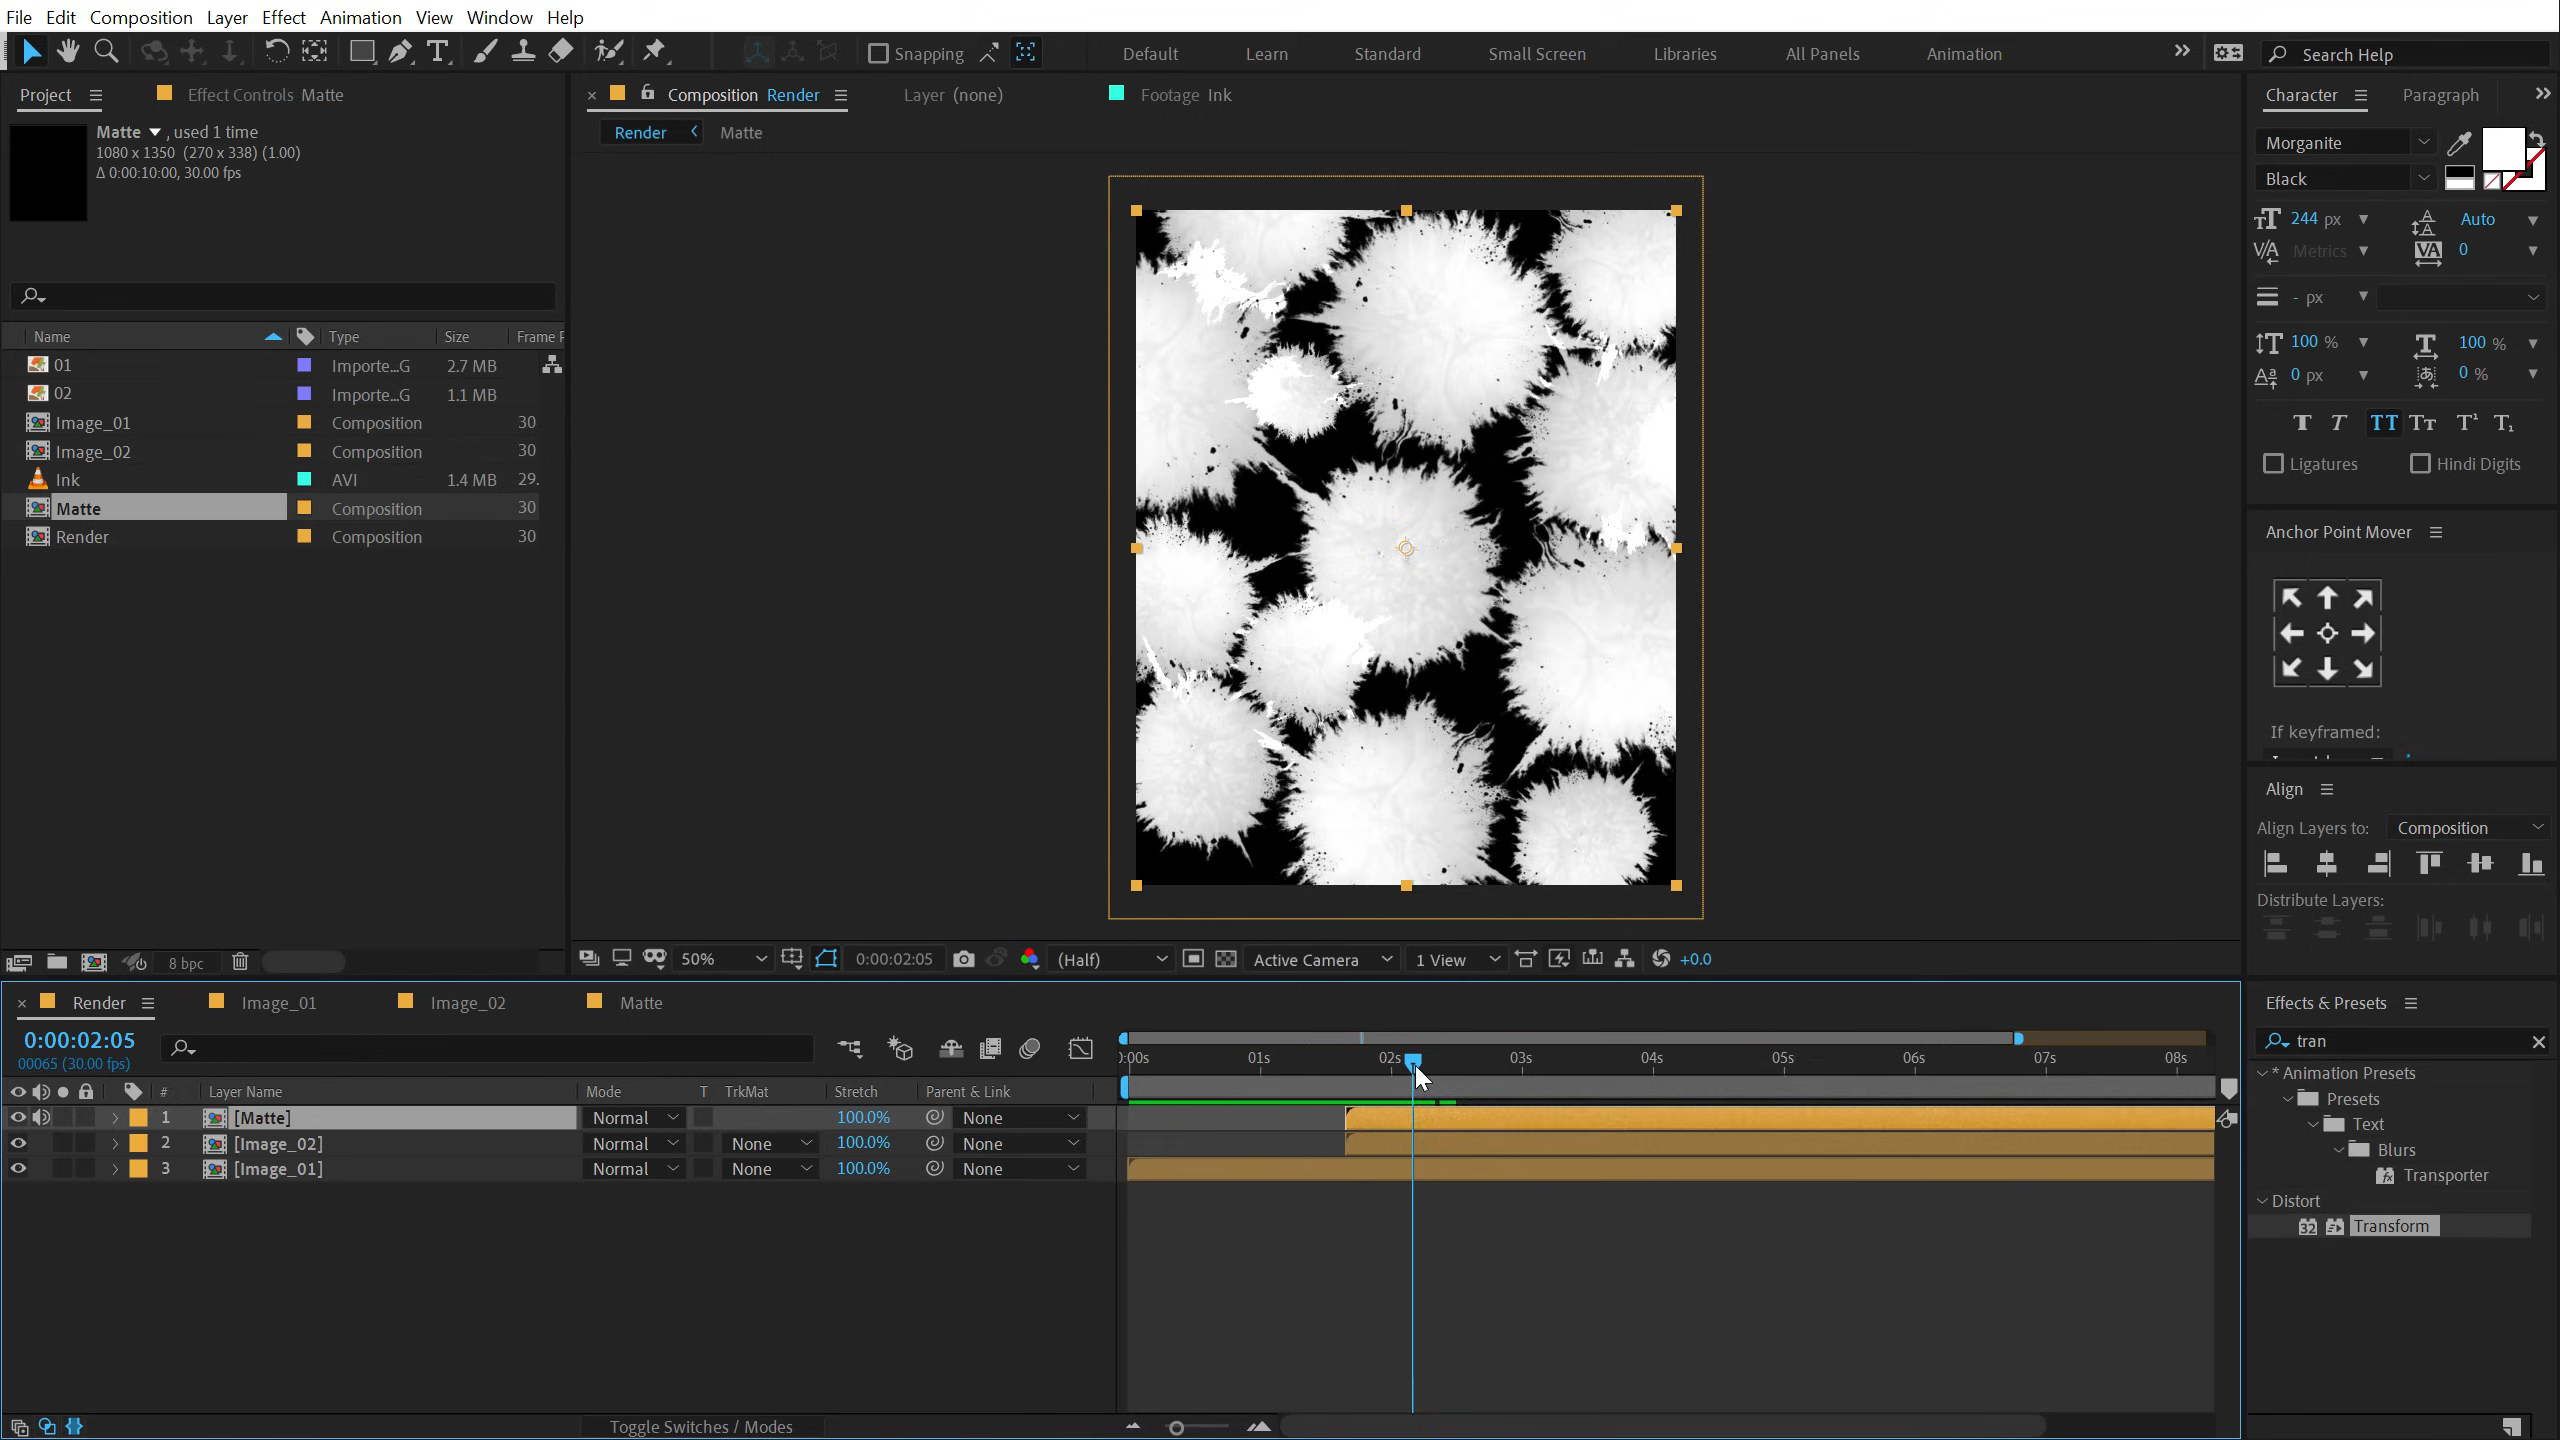 File Edit Composition Layer Effect Animation View Window Help
Snapping Default Learn Standard Small Screen Libraries All Panels Animation Search Help
Project Effect Controls Matte
Matte , used 1 time
1080 x 1350 (270 x 338) (1.00)
Δ 0:00:10:00, 30.00 fps
Name Type Size Frame F
01 Importe...G 2.7 MB
02 Importe...G 1.1 MB
Image_01 Composition 30
Image_02 Composition 30
Ink AVI 1.4 MB 29.
Matte Composition 30
Render Composition 30
8 bpc
Composition Render Layer (none) Footage Ink
Render Matte
50% 0:00:02:05 (Half) Active Camera 1 View +0.0
Character Paragraph
Morganite
Black
244 px Auto
Metrics 0
- px
100 % 100 %
0 px 0 %
Ligatures Hindi Digits
Anchor Point Mover
If keyframed:
Align
Align Layers to: Composition
Distribute Layers:
Effects & Presets
tran
* Animation Presets
Presets
Text
Blurs
Transporter
Distort
32 Transform
Render Image_01 Image_02 Matte
0:00:02:05
00065 (30.00 fps)
# Layer Name Mode T TrkMat Stretch Parent & Link
1 [Matte] Normal 100.0% None
2 [Image_02] Normal None 100.0% None
3 [Image_01] Normal None 100.0% None
0:00s 01s 02s 03s 04s 05s 06s 07s 08s
Toggle Switches / Modes